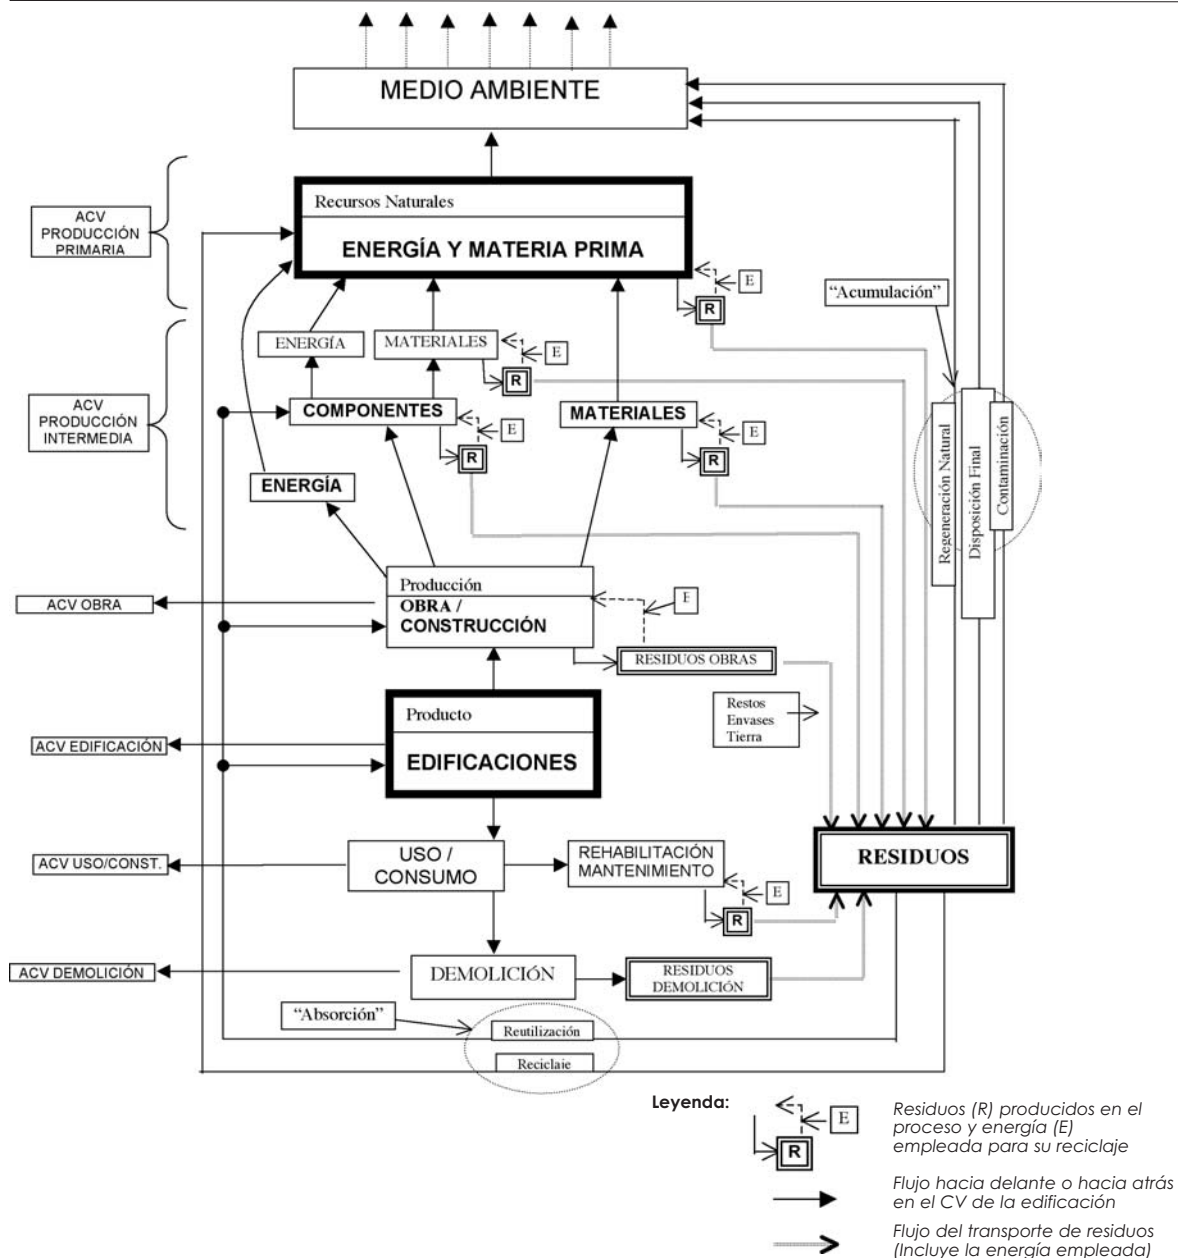 MEDIO AMBIENTE
Recursos Naturales
ENERGÍA Y MATERIA PRIMA
ACV
PRODUCCIÓN
PRIMARIA
E
R
“Acumulación”
ENERGÍA
MATERIALES
E
R
ACV
PRODUCCIÓN
INTERMEDIA
COMPONENTES
E
R
MATERIALES
E
R
ENERGÍA
Regeneración Natural
Disposición Final
Contaminación
Producción
OBRA /
CONSTRUCCIÓN
E
ACV OBRA
RESIDUOS OBRAS
Restos
Envases
Tierra
Producto
EDIFICACIONES
ACV EDIFICACIÓN
USO /
CONSUMO
ACV USO/CONST.
REHABILITACIÓN
MANTENIMIENTO
E
R
RESIDUOS
DEMOLICIÓN
ACV DEMOLICIÓN
RESIDUOS
DEMOLICIÓN
“Absorción”
Reutilización
Reciclaje
Leyenda:
E
R
Residuos (R) producidos en el
proceso y energía (E)
empleada para su reciclaje
Flujo hacia delante o hacia atrás
en el CV de la edificación
Flujo del transporte de residuos
(Incluye la energía empleada)